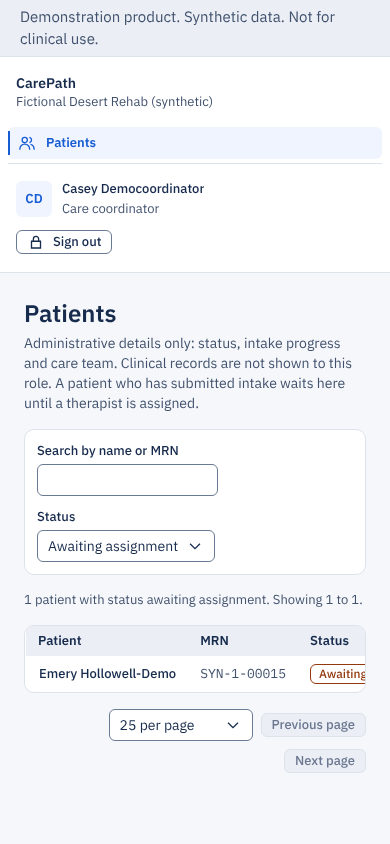 Demonstration product. Synthetic data. Not for
clinical use.
CarePath
Fictional Desert Rehab (synthetic)
Patients
CD
Casey Democoordinator
Care coordinator
Sign out
Patients
Administrative details only: status, intake progress
and care team. Clinical records are not shown to this
role. A patient who has submitted intake waits here
until a therapist is assigned.
Search by name or MRN
Status
Awaiting assignment
1 patient with status awaiting assignment. Showing 1 to 1.
Patient MRN Status
Emery Hollowell-Demo SYN-1-00015 Awaiting
25 per page Previous page
Next page